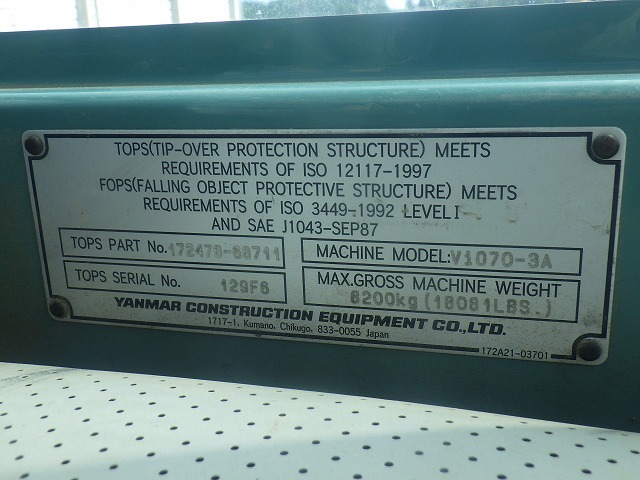 TOPS(TIP-OVER PROTECTION STRUCTURE) MEETS
REQUIREMENTS OF ISO 12117-1997
FOPS(FALLING OBJECT PROTECTIVE STRUCTURE) MEETS
REQUIREMENTS OF ISO 3449-1992 LEVEL I
AND SAE J1043-SEP87
TOPS PART No. 172478-68711
MACHINE MODEL: Vi070-3A
TOPS SERIAL No. 129F6
MAX.GROSS MACHINE WEIGHT
8200kg (18081LBS.)
YANMAR CONSTRUCTION EQUIPMENT CO.,LTD.
1717-1, Kumano, Chikugo, 833-0055 Japan
172A21-03701